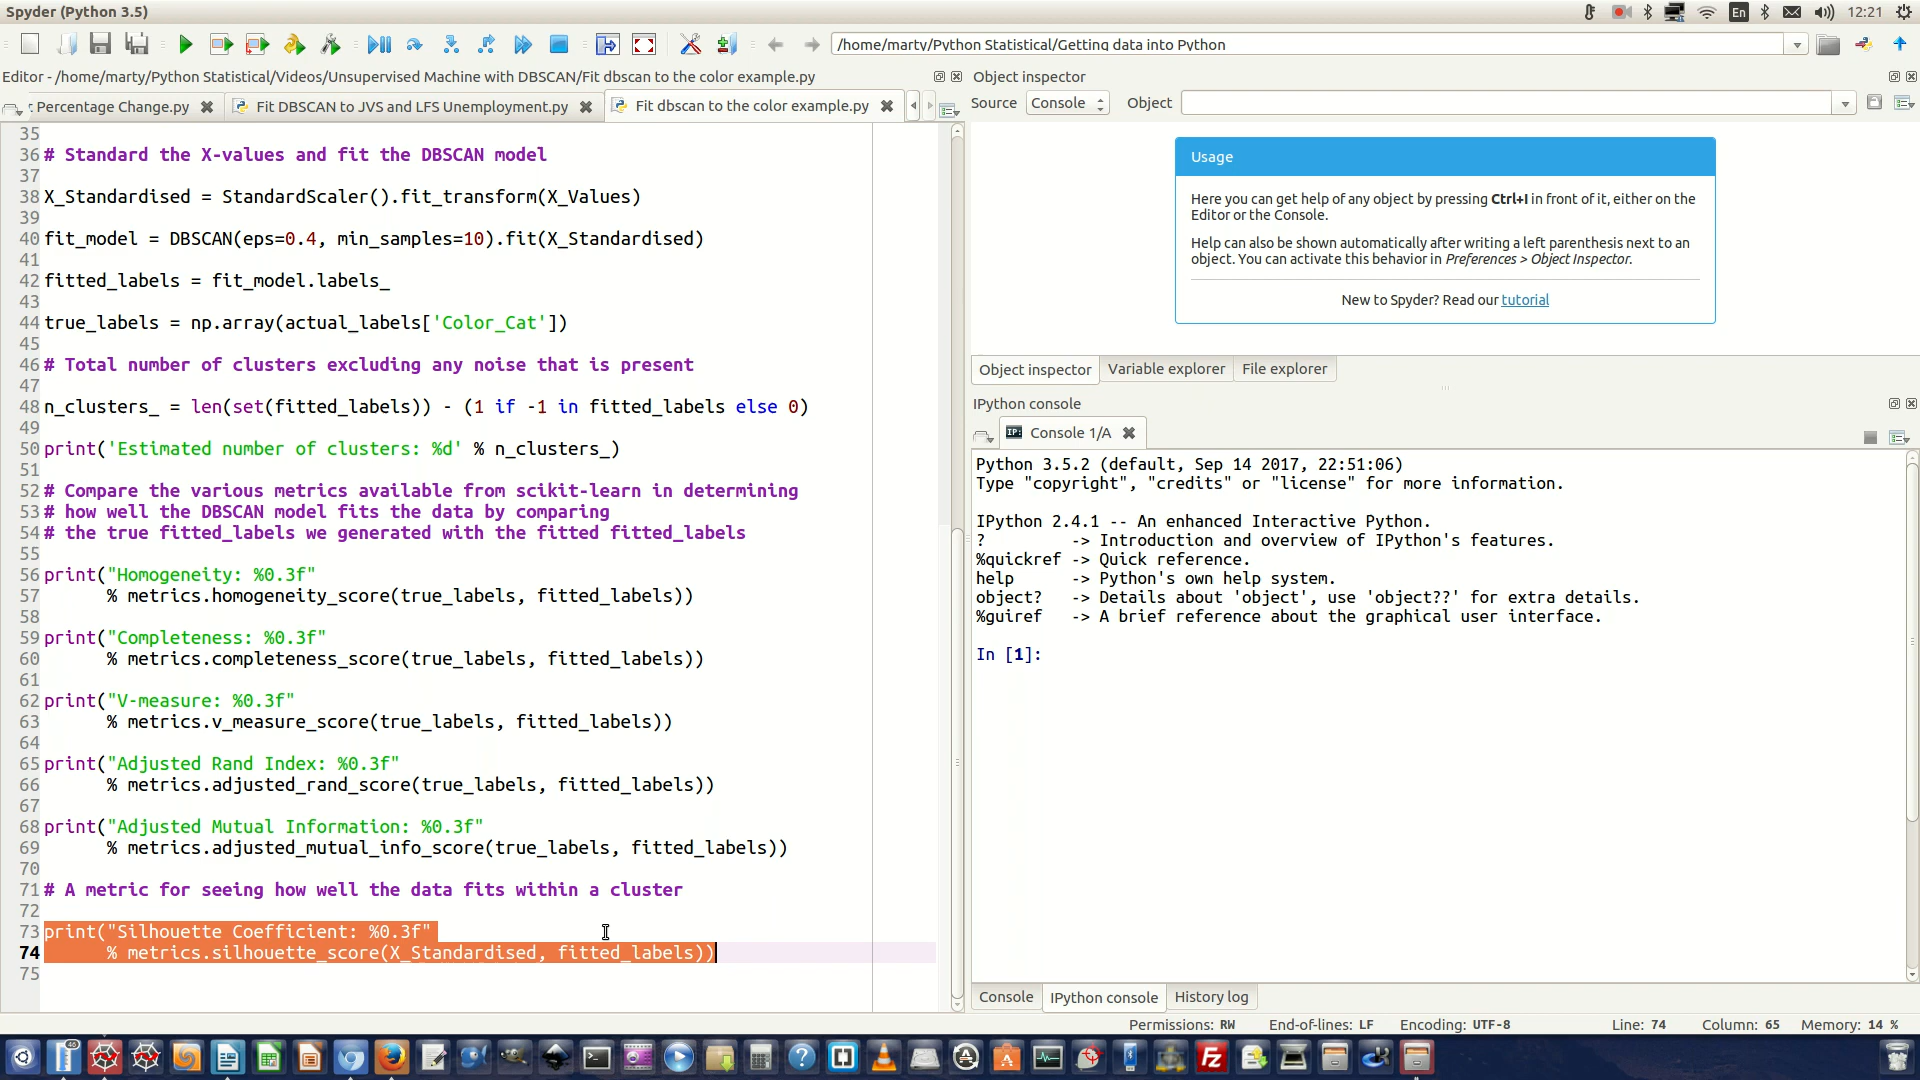 Spyder (Python 3.5)
En
12:21
/home/marty/Python Statistical/Getting data into Python
Editor - /home/marty/Python Statistical/Videos/Unsupervised Machine with DBSCAN/Fit dbscan to the color example.py
Object inspector
Percentage Change.py
Fit DBSCAN to JVS and LFS Unemployment.py
Fit dbscan to the color example.py
Source
Console
Object
35
36 # Standard the X-values and fit the DBSCAN model
37
38 X_Standardised = StandardScaler().fit_transform(X_Values)
39
40 fit_model = DBSCAN(eps=0.4, min_samples=10).fit(X_Standardised)
41
42 fitted_labels = fit_model.labels_
43
44 true_labels = np.array(actual_labels['Color_Cat'])
45
46 # Total number of clusters excluding any noise that is present
47
48 n_clusters_ = len(set(fitted_labels)) - (1 if -1 in fitted_labels else 0)
49
50 print('Estimated number of clusters: %d' % n_clusters_)
51
52 # Compare the various metrics available from scikit-learn in determining
53 # how well the DBSCAN model fits the data by comparing
54 # the true fitted_labels we generated with the fitted fitted_labels
55
56 print("Homogeneity: %0.3f"
57 % metrics.homogeneity_score(true_labels, fitted_labels))
58
59 print("Completeness: %0.3f"
60 % metrics.completeness_score(true_labels, fitted_labels))
61
62 print("V-measure: %0.3f"
63 % metrics.v_measure_score(true_labels, fitted_labels))
64
65 print("Adjusted Rand Index: %0.3f"
66 % metrics.adjusted_rand_score(true_labels, fitted_labels))
67
68 print("Adjusted Mutual Information: %0.3f"
69 % metrics.adjusted_mutual_info_score(true_labels, fitted_labels))
70
71 # A metric for seeing how well the data fits within a cluster
72
73 print("Silhouette Coefficient: %0.3f"
74 % metrics.silhouette_score(X_Standardised, fitted_labels))
75
Usage
Here you can get help of any object by pressing Ctrl+I in front of it, either on the
Editor or the Console.
Help can also be shown automatically after writing a left parenthesis next to an
object. You can activate this behavior in Preferences > Object Inspector.
New to Spyder? Read our tutorial
Object inspector
Variable explorer
File explorer
IPython console
IP:
Console 1/A
Python 3.5.2 (default, Sep 14 2017, 22:51:06)
Type "copyright", "credits" or "license" for more information.
IPython 2.4.1 -- An enhanced Interactive Python.
? -> Introduction and overview of IPython's features.
%quickref -> Quick reference.
help -> Python's own help system.
object? -> Details about 'object', use 'object??' for extra details.
%guiref -> A brief reference about the graphical user interface.
In [1]:
Console
IPython console
History log
Permissions: RW
End-of-lines: LF
Encoding: UTF-8
Line: 74
Column: 65
Memory: 14 %